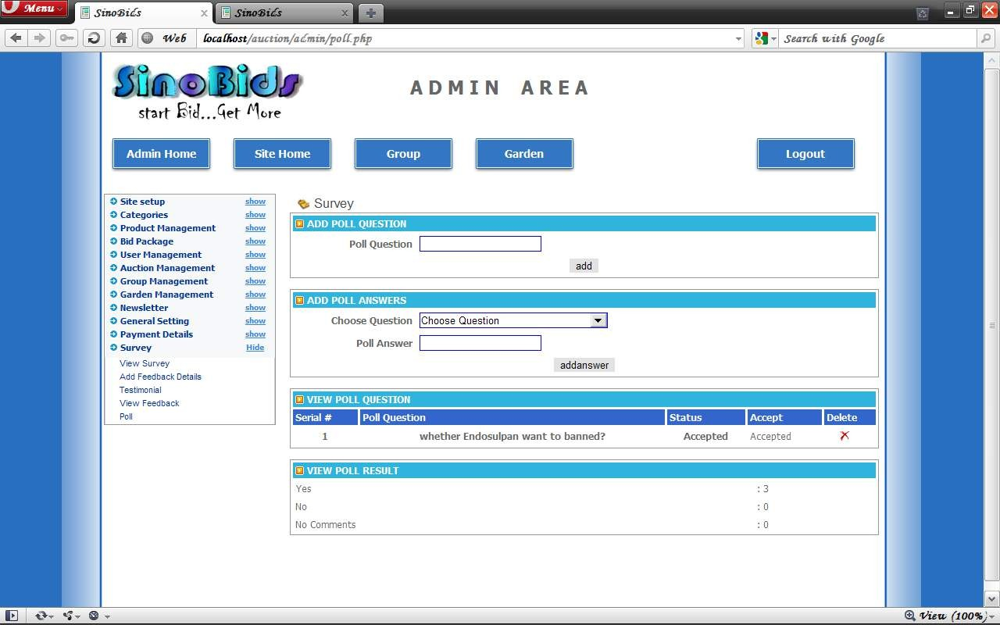 Menu
SinoBids
SinoBids
Web
localhost/auction/admin/poll.php
Search with Google
SinoBids
start Bid...Get More
ADMIN AREA
Admin Home
Site Home
Group
Garden
Logout
Site setup show
Categories show
Product Management show
Bid Package show
User Management show
Auction Management show
Group Management show
Garden Management show
Newsletter show
General Setting show
Payment Details show
Survey Hide
View Survey
Add Feedback Details
Testimonial
View Feedback
Poll
Survey
ADD POLL QUESTION
Poll Question
add
ADD POLL ANSWERS
Choose Question Choose Question
Poll Answer
addanswer
VIEW POLL QUESTION
Serial # Poll Question Status Accept Delete
1 whether Endosulpan want to banned? Accepted Accepted
VIEW POLL RESULT
Yes : 3
No : 0
No Comments : 0
View (100%)